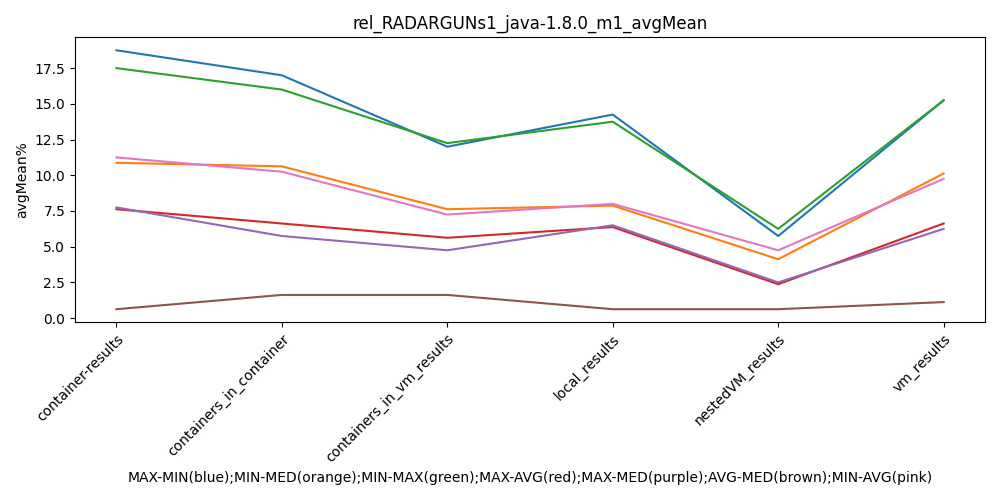 rel_RADARGUNs1_java-1.8.0_m1_avgMean
avgMean%
17.5
15.0
12.5
10.0
7.5
5.0
2.5
0.0
container-results
containers_in_container
containers_in_vm_results
local_results
nestedVM_results
vm_results
MAX-MIN(blue);MIN-MED(orange);MIN-MAX(green);MAX-AVG(red);MAX-MED(purple);AVG-MED(brown);MIN-AVG(pink)